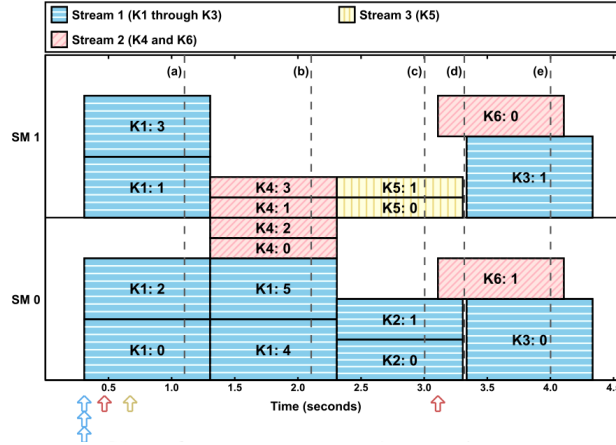 Stream 1 (K1 through K3)
Stream 3 (K5)
Stream 2 (K4 and K6)
(a)
(b)
(c)
(d)
(e)
SM 1
K1: 3
K6: 0
K1: 1
K3: 1
K4: 3
K5: 1
K4: 1
K5: 0
K4: 2
K4: 0
SM 0
K1: 2
K1: 5
K6: 1
K2: 1
K1: 0
K1: 4
K2: 0
K3: 0
0.5 1.0 1.5 2.0 2.5 3.0 3.5 4.0 4.5
Time (seconds)